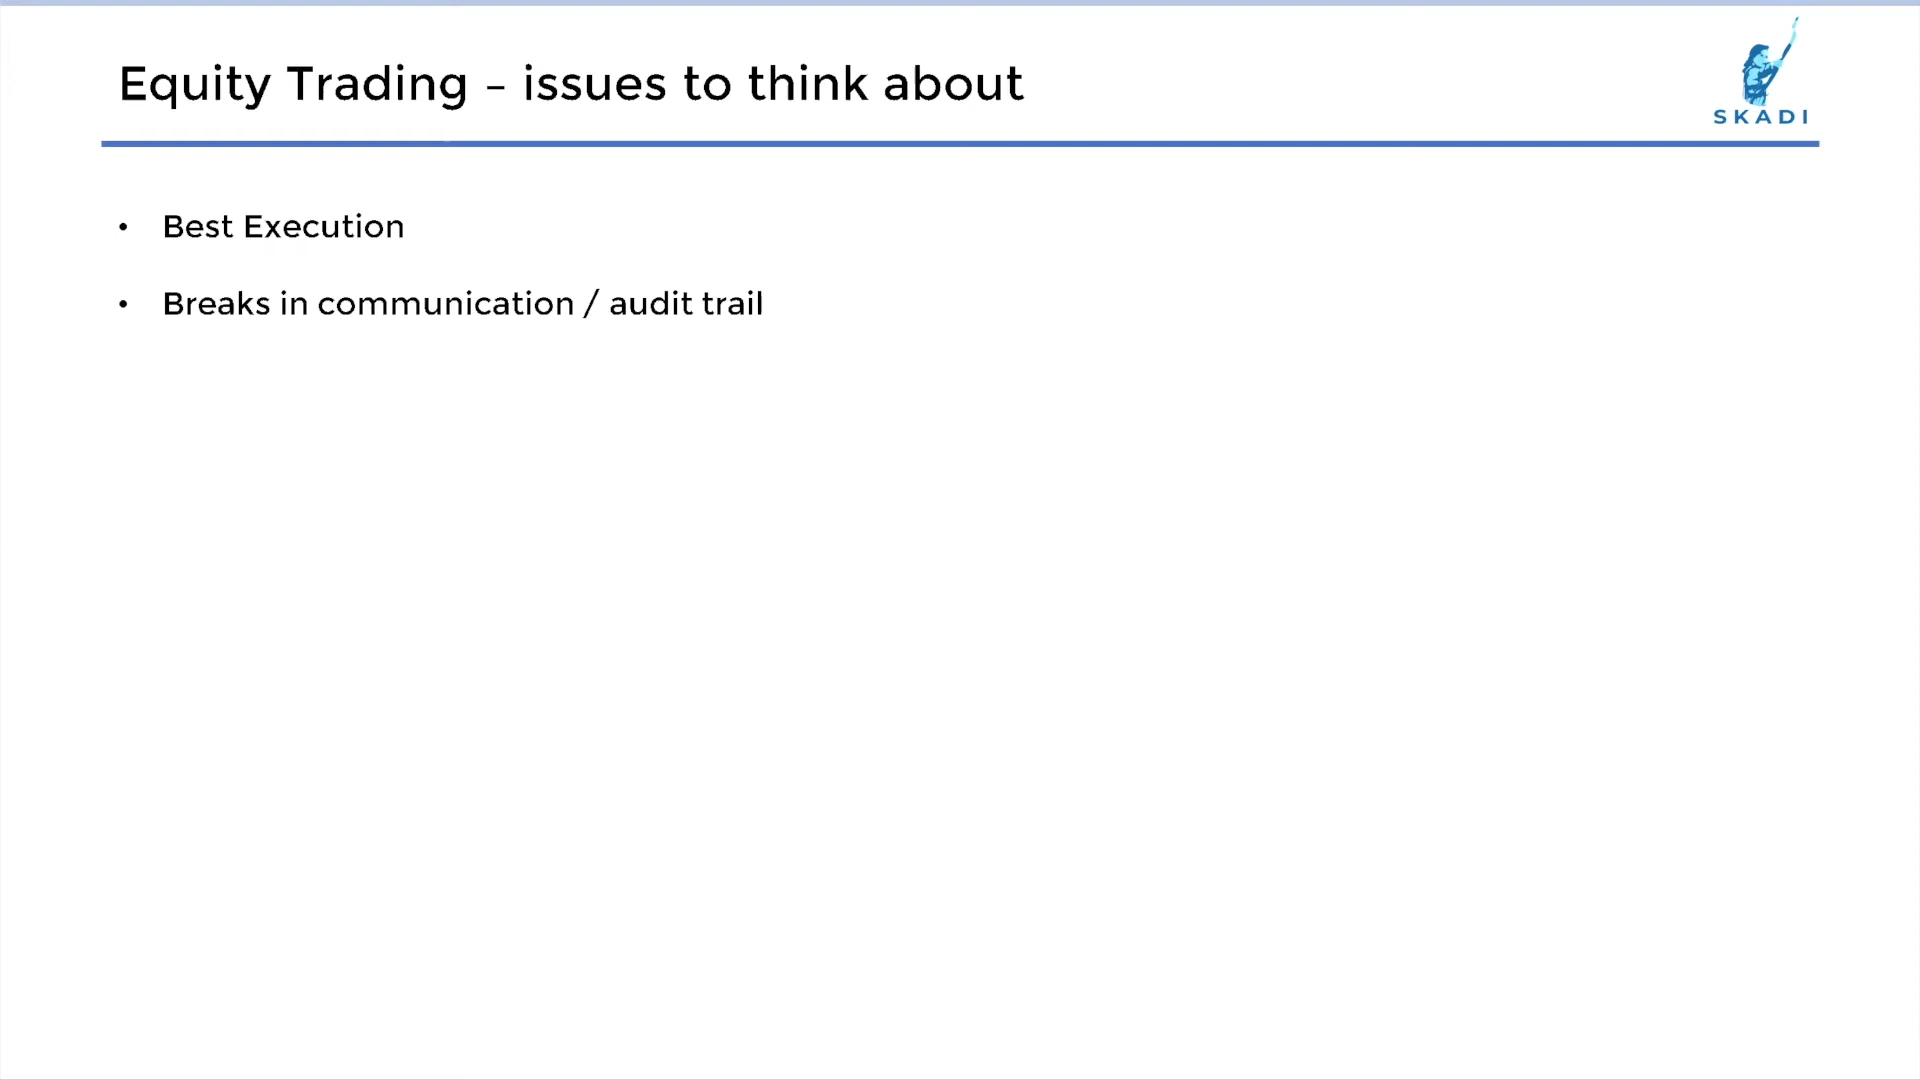 Equity Trading – issues to think about
SKADI
• Best Execution
• Breaks in communication / audit trail